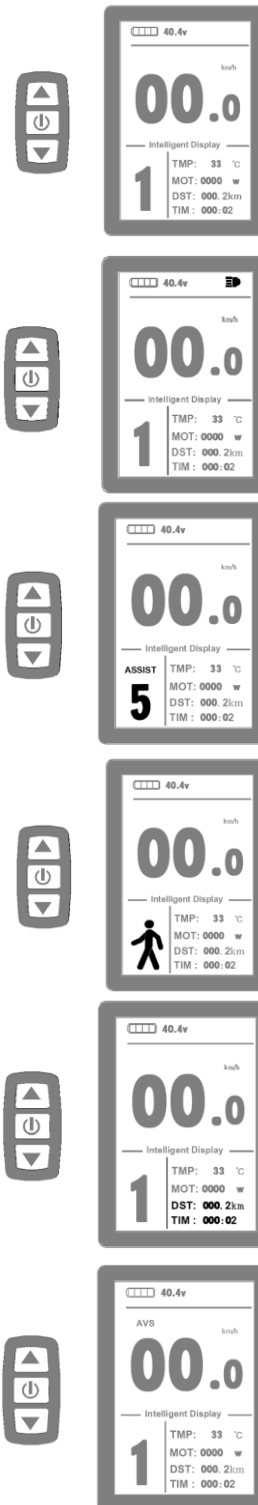 40.4v
km/h
00.0
Intelligent Display
1
TMP: 33 °C
MOT: 0000 w
DST: 000. 2km
TIM : 000:02
40.4v
km/h
00.0
Intelligent Display
1
TMP: 33 °C
MOT: 0000 w
DST: 000. 2km
TIM : 000:02
40.4v
km/h
00.0
Intelligent Display
ASSIST
5
TMP: 33 °C
MOT: 0000 w
DST: 000. 2km
TIM : 000:02
40.4v
km/h
00.0
Intelligent Display
TMP: 33 °C
MOT: 0000 w
DST: 000. 2km
TIM : 000:02
40.4v
km/h
00.0
Intelligent Display
1
TMP: 33 °C
MOT: 0000 w
DST: 000. 2km
TIM : 000:02
40.4v
AVS
km/h
00.0
Intelligent Display
1
TMP: 33 °C
MOT: 0000 w
DST: 000. 2km
TIM : 000:02